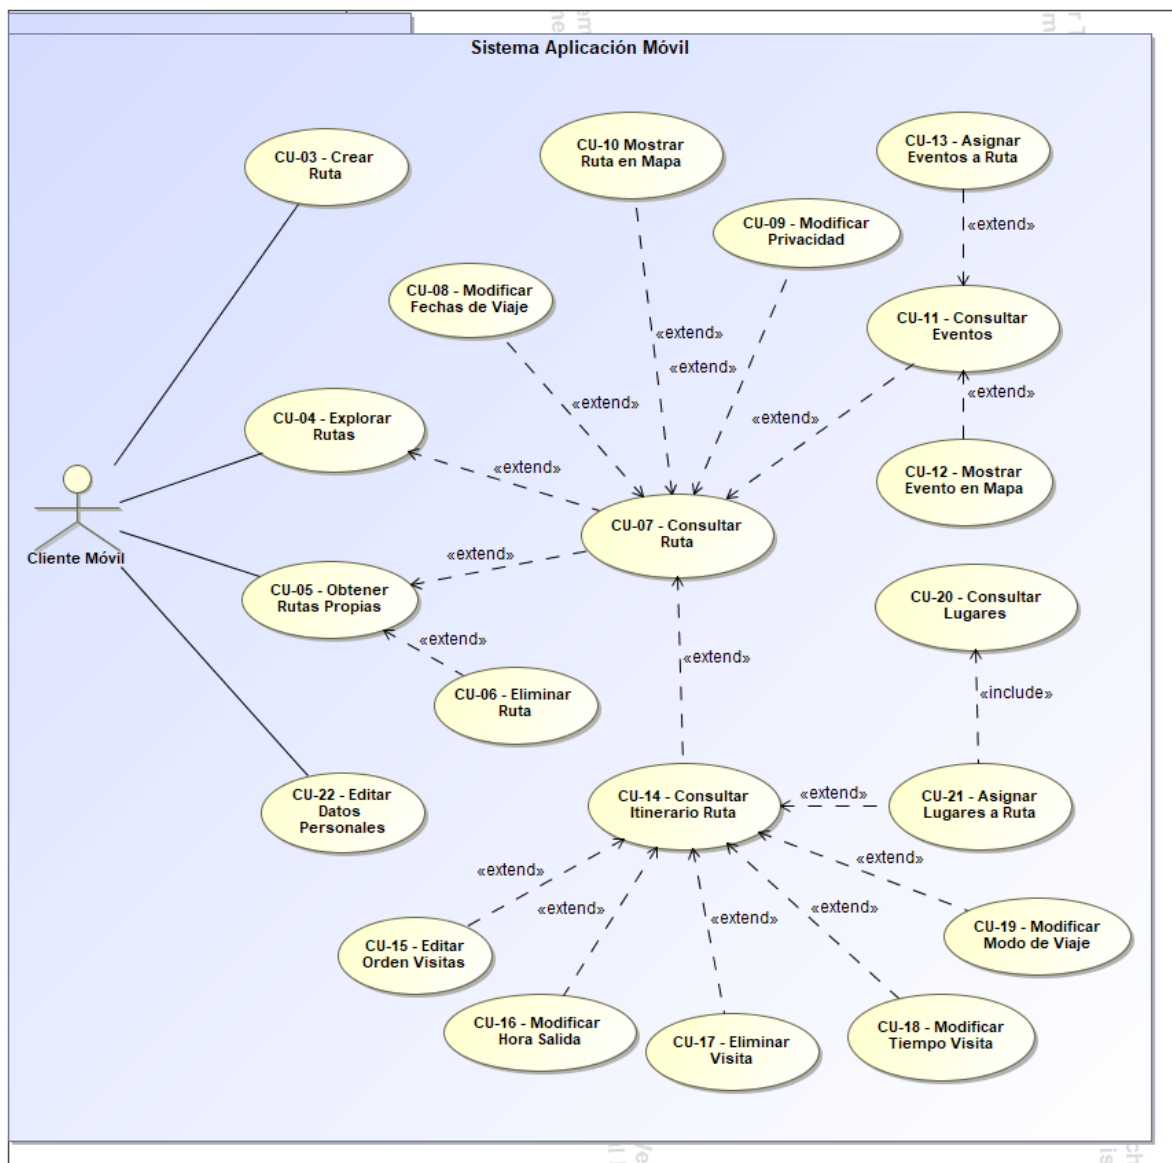 Sistema Aplicación Móvil
CU-03 - Crear
Ruta
CU-10 Mostrar
Ruta en Mapa
CU-13 - Asignar
Eventos a Ruta
CU-09 - Modificar
Privacidad
«extend»
CU-08 - Modificar
Fechas de Viaje
CU-11 - Consultar
Eventos
«extend»
«extend»
«extend»
«extend»
«extend»
CU-04 - Explorar
Rutas
«extend»
CU-12 - Mostrar
Evento en Mapa
CU-07 - Consultar
Ruta
Cliente Móvil
«extend»
CU-05 - Obtener
Rutas Propias
CU-20 - Consultar
Lugares
«extend»
«extend»
CU-06 - Eliminar
Ruta
«include»
CU-22 - Editar
Datos
Personales
CU-14 - Consultar
Itinerario Ruta
«extend»
CU-21 - Asignar
Lugares a Ruta
«extend»
«extend»
«extend»
«extend»
«extend»
CU-15 - Editar
Orden Visitas
CU-19 - Modificar
Modo de Viaje
CU-16 - Modificar
Hora Salida
CU-17 - Eliminar
Visita
CU-18 - Modificar
Tiempo Visita